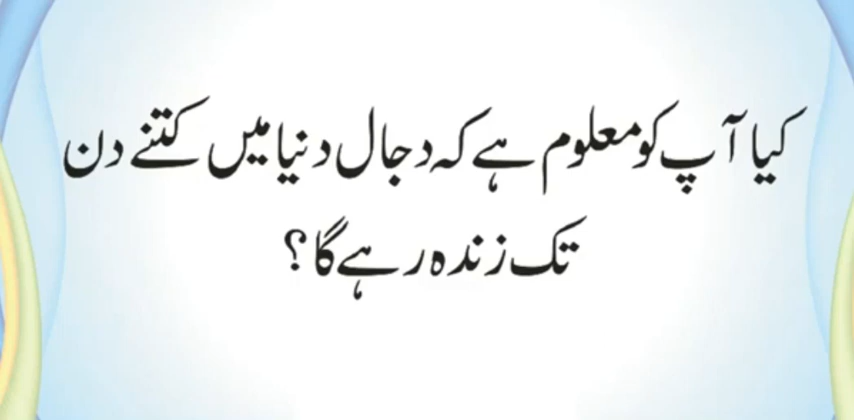 کیا آپ کو معلوم ہے کہ دجال دنیا میں کتنے دن
تک زندہ رہے گا ؟